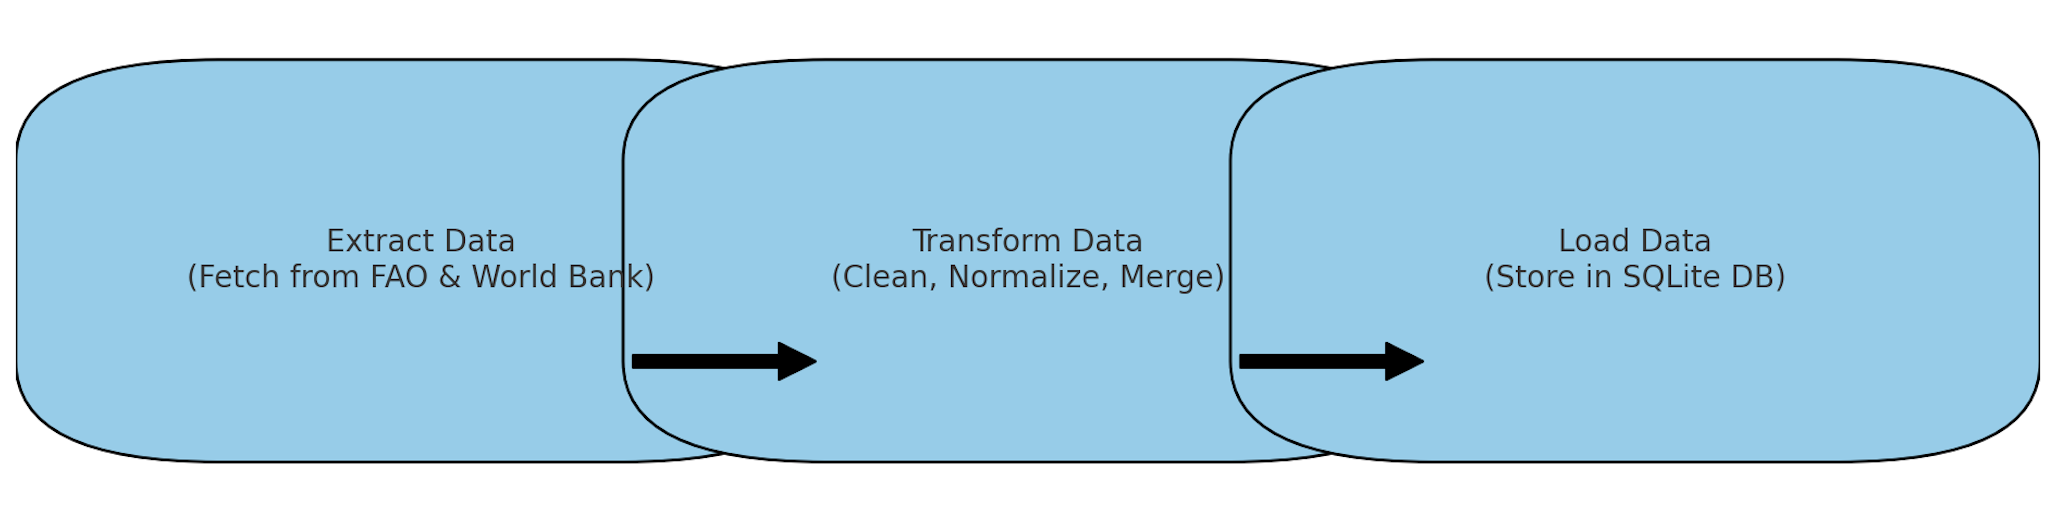 Extract Data
(Fetch from FAO & World Bank)
Transform Data
(Clean, Normalize, Merge)
Load Data
(Store in SQLite DB)